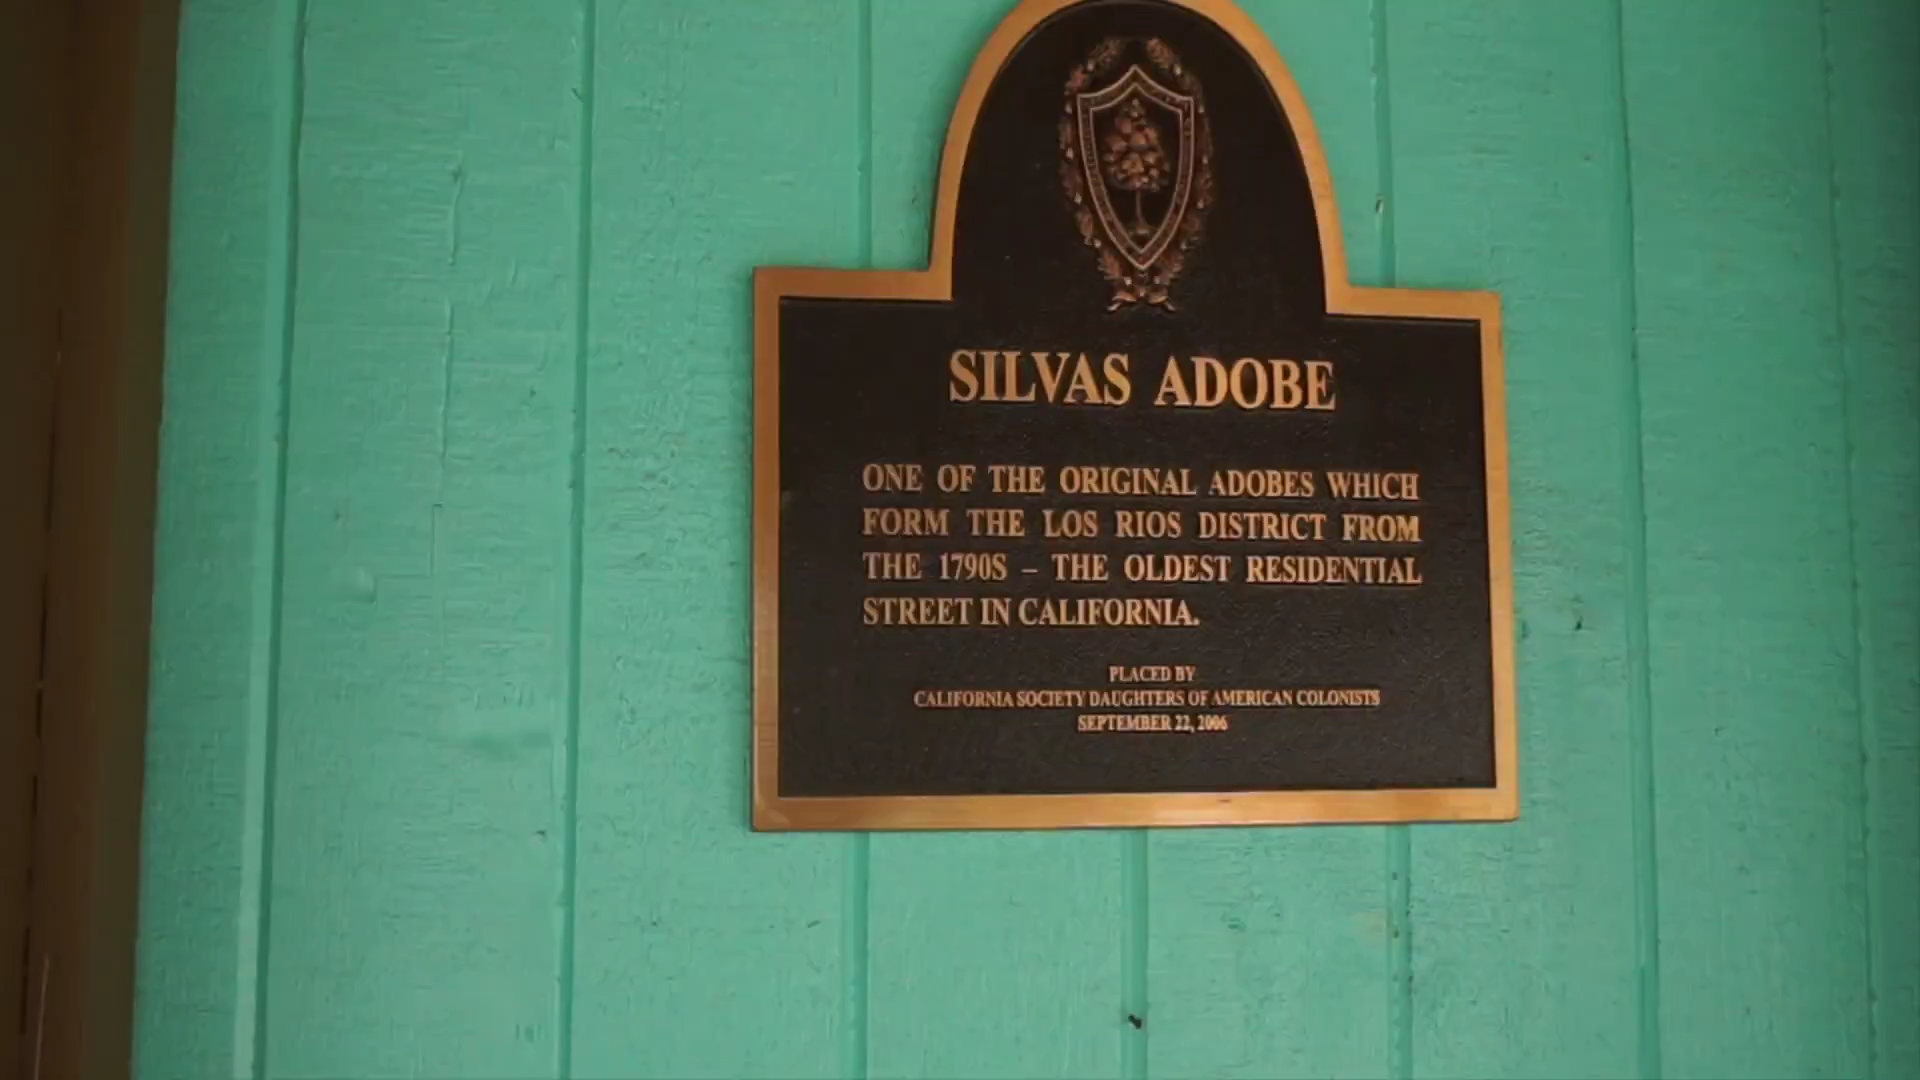 SILVAS ADOBE
ONE OF THE ORIGINAL ADOBES WHICH
FORM THE LOS RIOS DISTRICT FROM
THE 1790S – THE OLDEST RESIDENTIAL
STREET IN CALIFORNIA.
PLACED BY
CALIFORNIA SOCIETY DAUGHTERS OF AMERICAN COLONISTS
SEPTEMBER 22, 2006